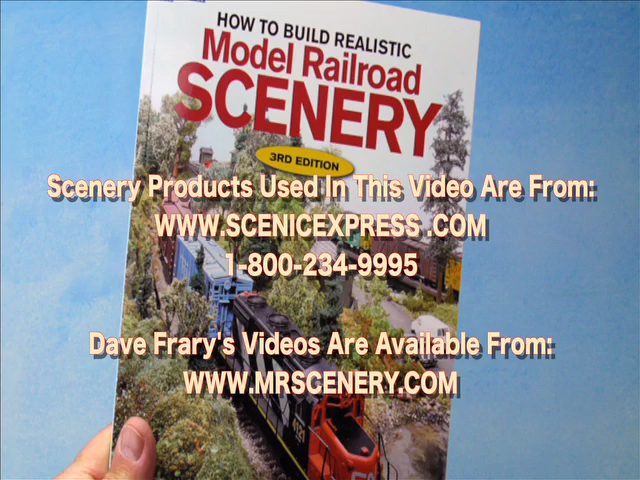 HOW TO BUILD REALISTIC
Model Railroad
SCENERY
3RD EDITION
Scenery Products Used In This Video Are From:
WWW.SCENICEXPRESS .COM
1-800-234-9995
Dave Frary's Videos Are Available From:
WWW.MRSCENERY.COM